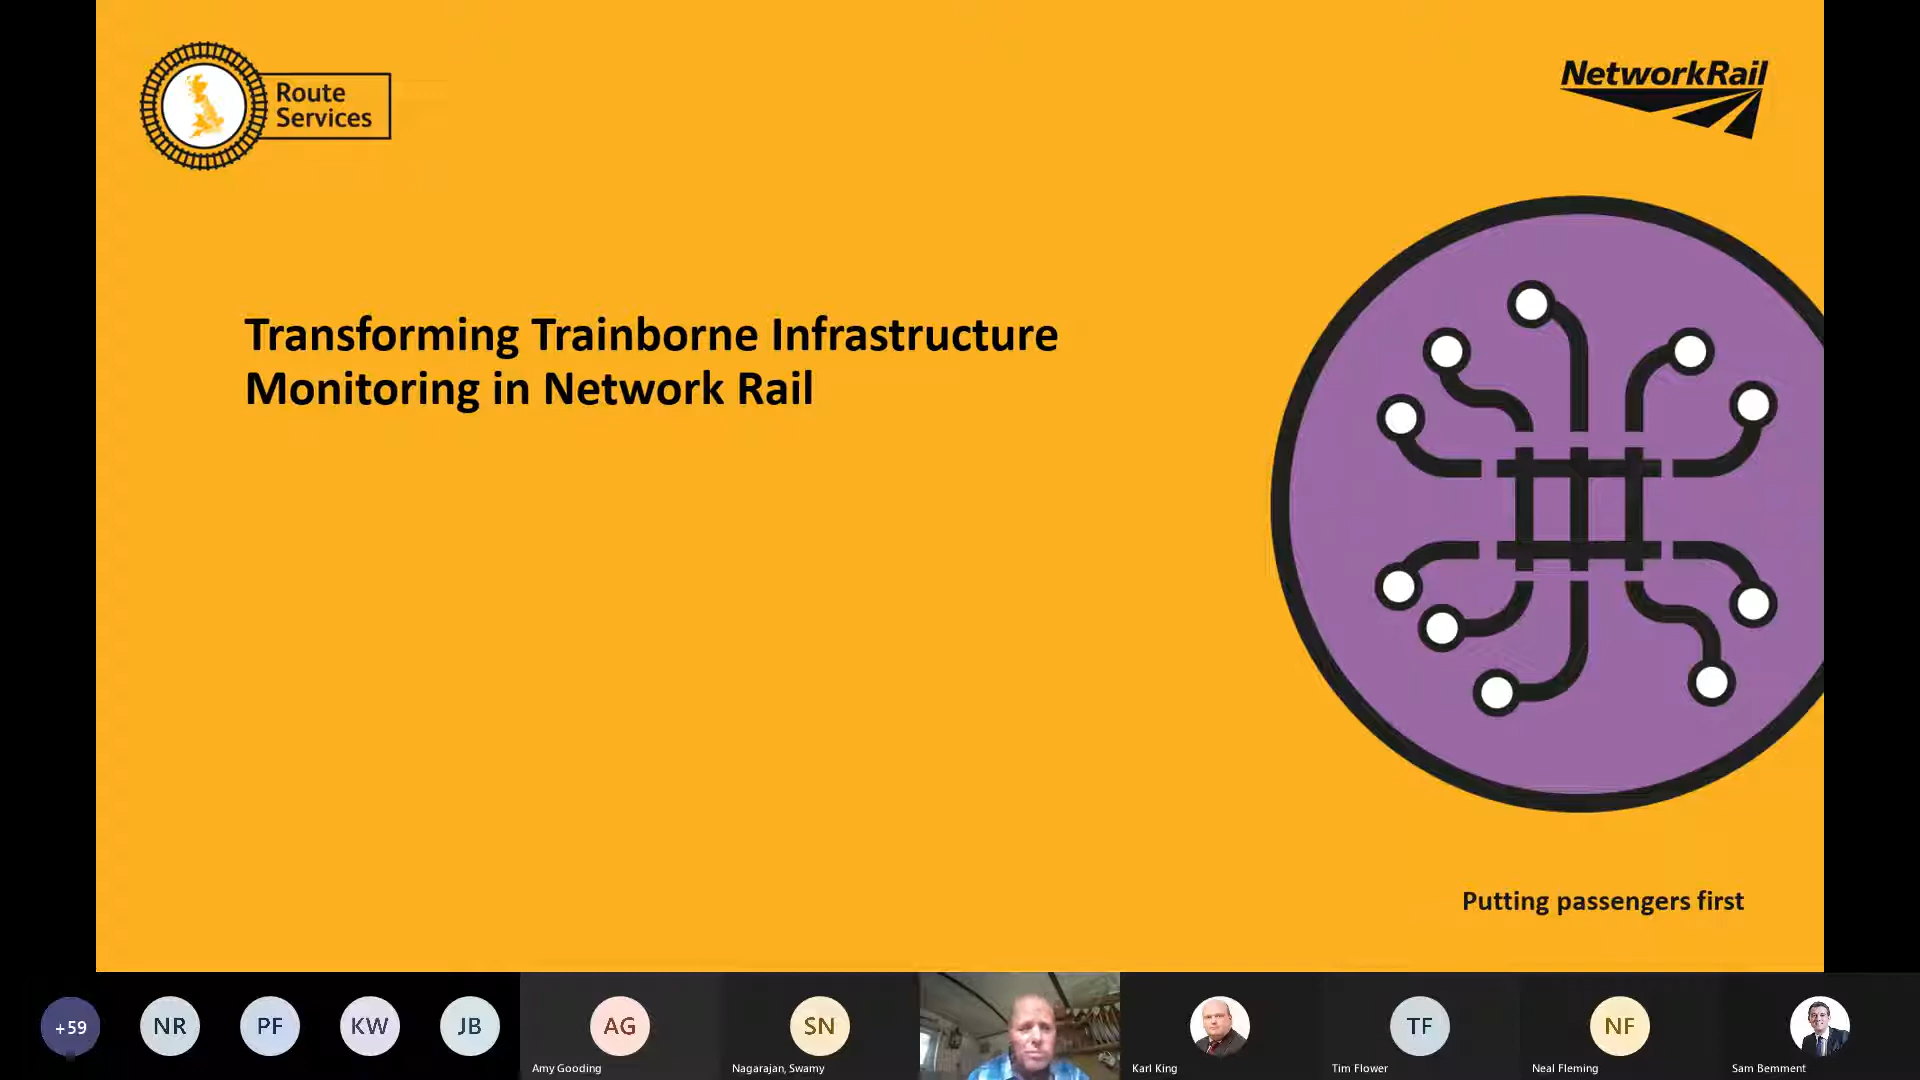 Route
Services
NetworkRail
Transforming Trainborne Infrastructure
Monitoring in Network Rail
Putting passengers first
+59
NR
PF
KW
JB
AG
SN
TF
NF
Amy Gooding
Nagarajan, Swamy
Karl King
Tim Flower
Neal Fleming
Sam Bemment